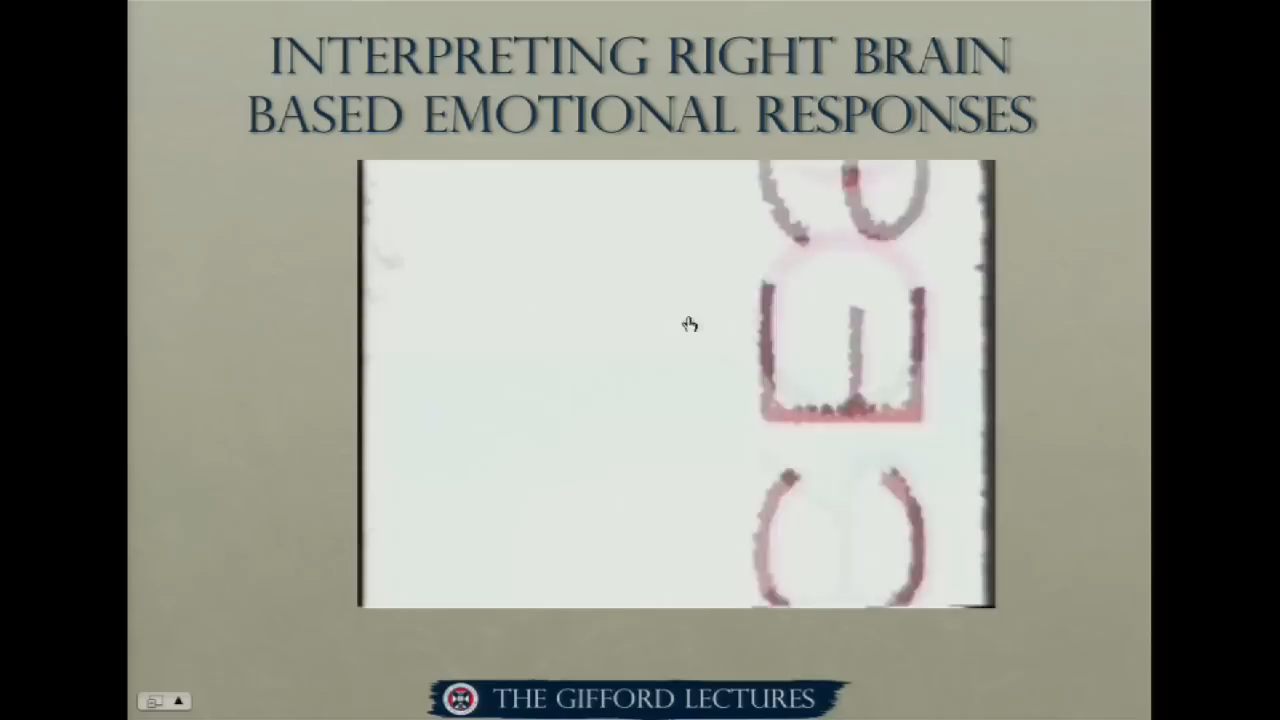 INTERPRETING RIGHT BRAIN
BASED EMOTIONAL RESPONSES
THE GIFFORD LECTURES